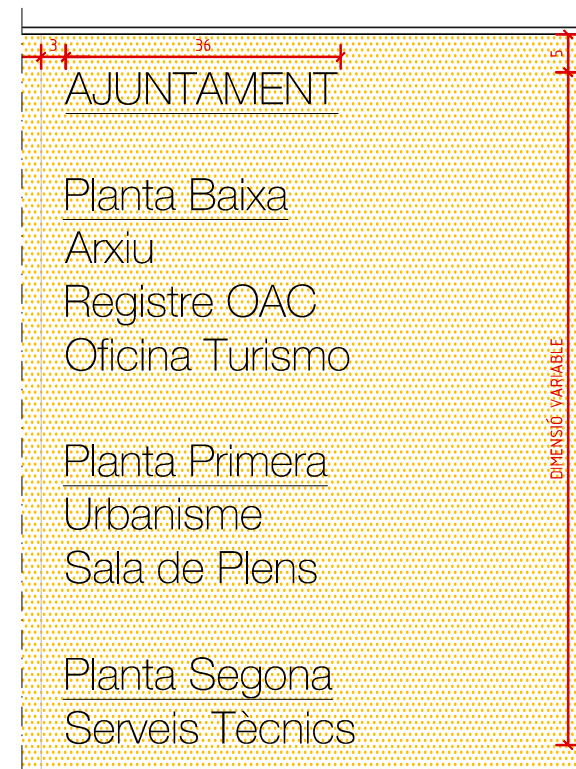 3
36
5
AJUNTAMENT
Planta Baixa
Arxiu
Registre OAC
Oficina Turismo
DIMENSIÓ VARIABLE
Planta Primera
Urbanisme
Sala de Plens
Planta Segona
Serveis Tècnics